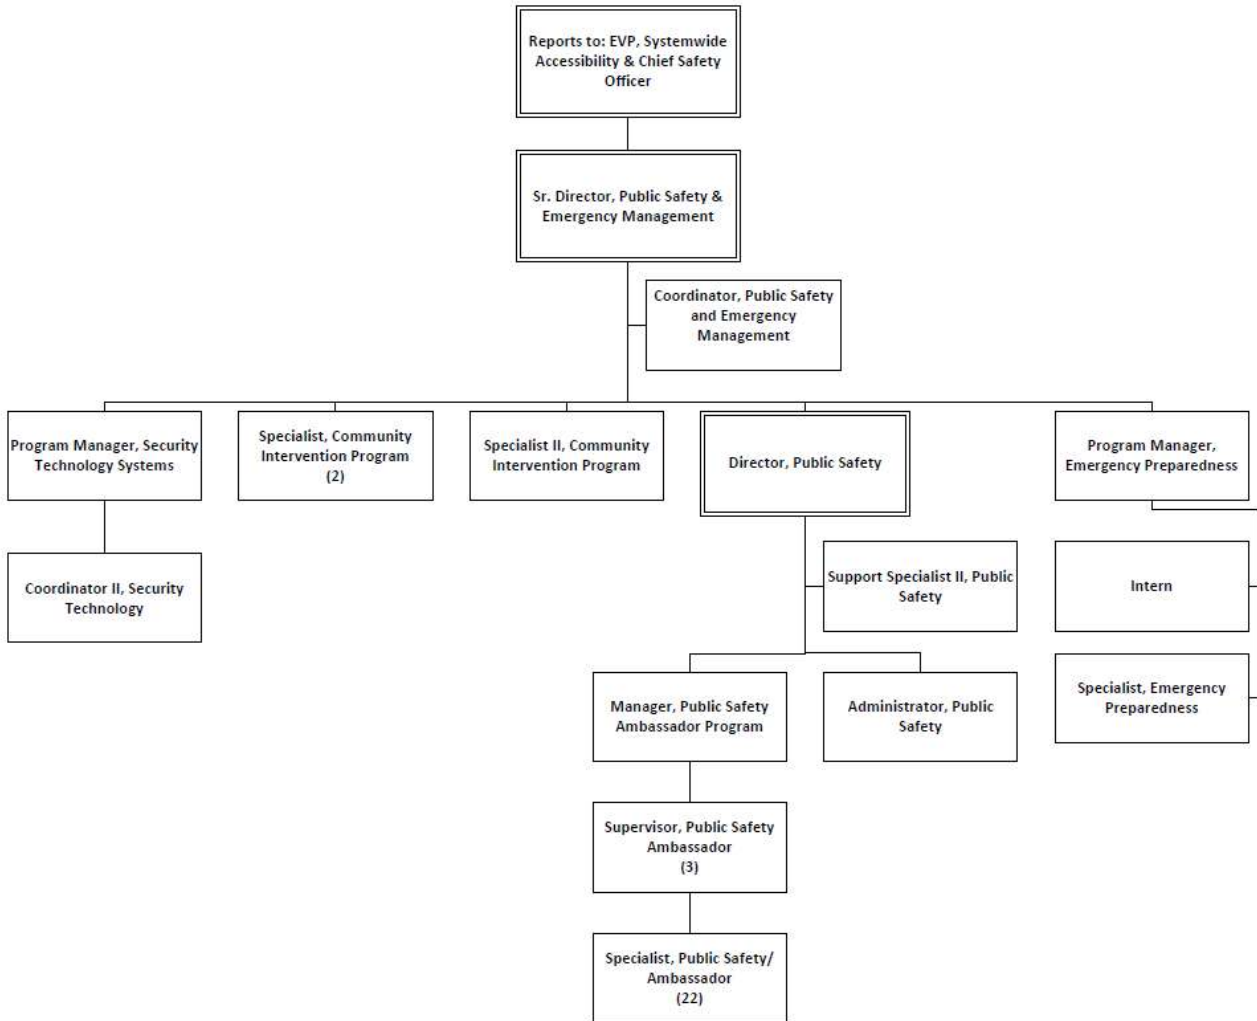 Reports to: EVP, Systemwide
Accessibility & Chief Safety
Officer
Sr. Director, Public Safety &
Emergency Management
Coordinator, Public Safety
and Emergency
Management
Program Manager, Security
Technology Systems
Specialist, Community
Intervention Program
(2)
Specialist II, Community
Intervention Program
Director, Public Safety
Program Manager,
Emergency Preparedness
Coordinator II, Security
Technology
Support Specialist II, Public
Safety
Intern
Manager, Public Safety
Ambassador Program
Administrator, Public
Safety
Specialist, Emergency
Preparedness
Supervisor, Public Safety
Ambassador
(3)
Specialist, Public Safety/
Ambassador
(22)